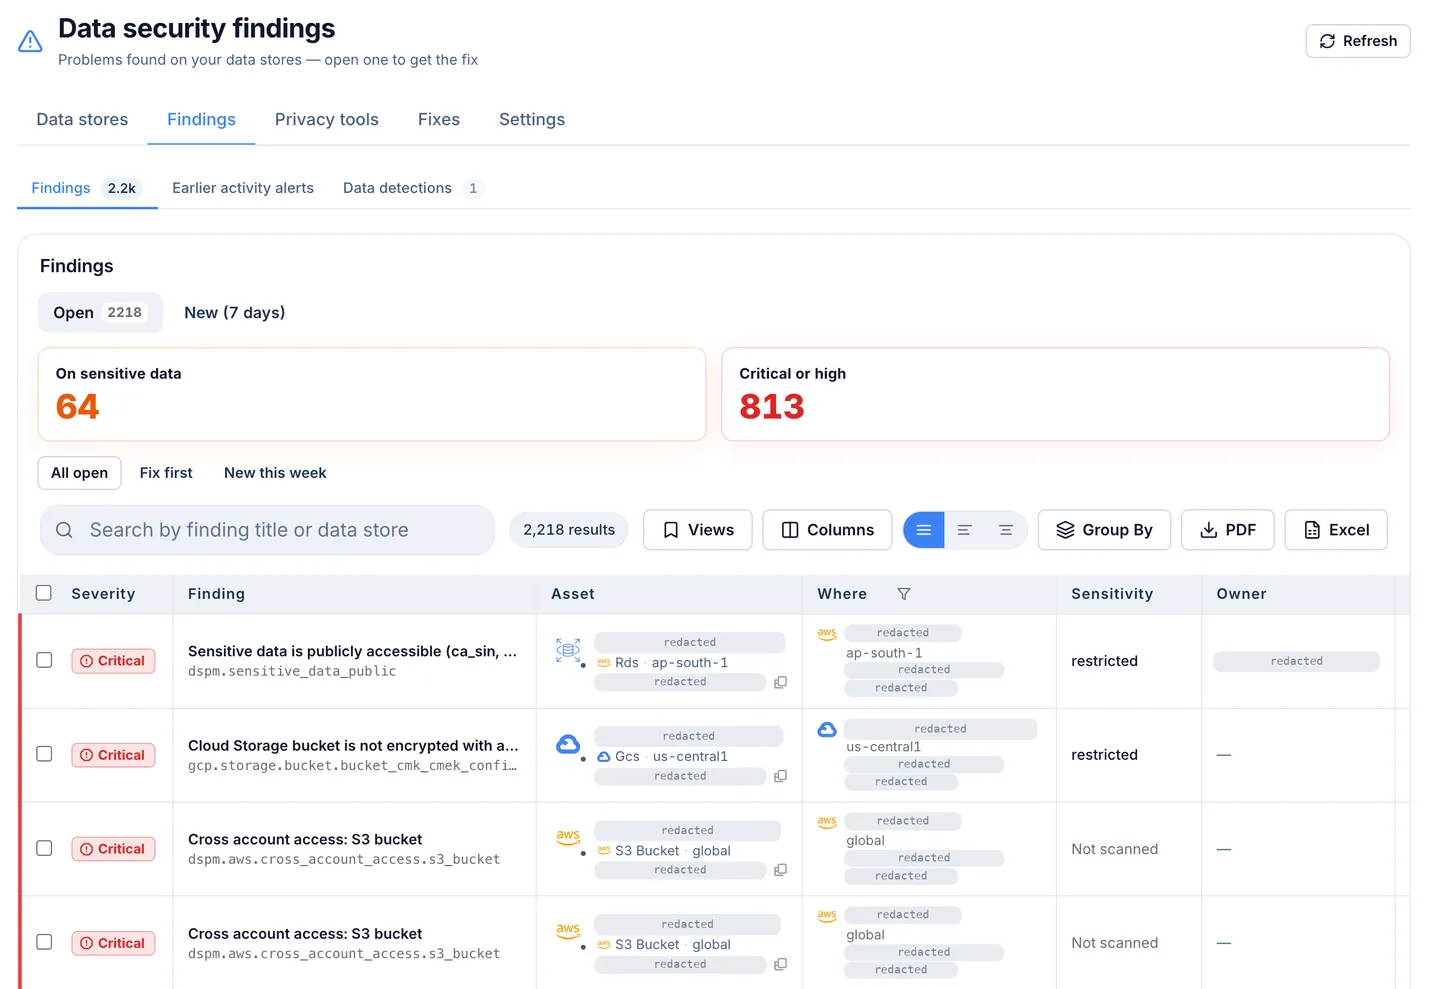 Data security findings
Problems found on your data stores — open one to get the fix
Refresh
Data stores
Findings
Privacy tools
Fixes
Settings
Findings 2.2k
Earlier activity alerts
Data detections 1
Findings
Open 2218
New (7 days)
On sensitive data
64
Critical or high
813
All open
Fix first
New this week
Search by finding title or data store
2,218 results
Views
Columns
Group By
PDF
Excel
Severity
Finding
Asset
Where
Sensitivity
Owner
Critical
Sensitive data is publicly accessible (ca_sin, ...
dspm.sensitive_data_public
redacted
aws Rds · ap-south-1
redacted
aws redacted
ap-south-1
redacted
redacted
restricted
redacted
Critical
Cloud Storage bucket is not encrypted with a...
gcp.storage.bucket.bucket_cmk_cmek_confi...
redacted
Gcs · us-central1
redacted
redacted
us-central1
redacted
redacted
restricted
—
Critical
Cross account access: S3 bucket
dspm.aws.cross_account_access.s3_bucket
aws
redacted
aws S3 Bucket · global
redacted
aws redacted
global
redacted
redacted
Not scanned
—
Critical
Cross account access: S3 bucket
dspm.aws.cross_account_access.s3_bucket
aws
redacted
aws S3 Bucket · global
redacted
aws redacted
global
redacted
redacted
Not scanned
—